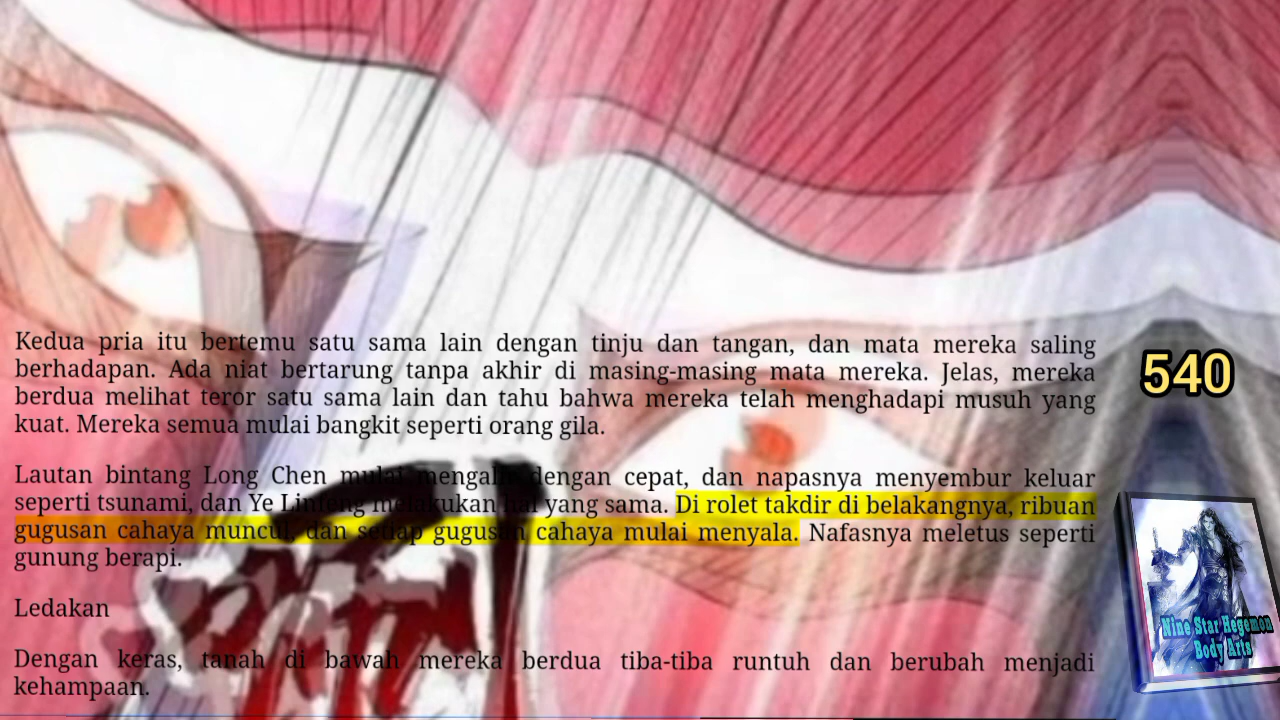 Kedua pria itu bertemu satu sama lain dengan tinju dan tangan, dan mata mereka saling
berhadapan. Ada niat bertarung tanpa akhir di masing-masing mata mereka. Jelas, mereka
berdua melihat teror satu sama lain dan tahu bahwa mereka telah menghadapi musuh yang
kuat. Mereka semua mulai bangkit seperti orang gila.
Lautan bintang Long Chen mulai mengalir dengan cepat, dan napasnya menyembur keluar
seperti tsunami, dan Ye Linfeng melakukan hal yang sama. Di rolet takdir di belakangnya, ribuan
gugusan cahaya muncul, dan setiap gugusan cahaya mulai menyala. Nafasnya meletus seperti
gunung berapi.
Ledakan
Dengan keras, tanah di bawah mereka berdua tiba-tiba runtuh dan berubah menjadi
kehampaan.
540
Nine Star Hegemon
Body Arts